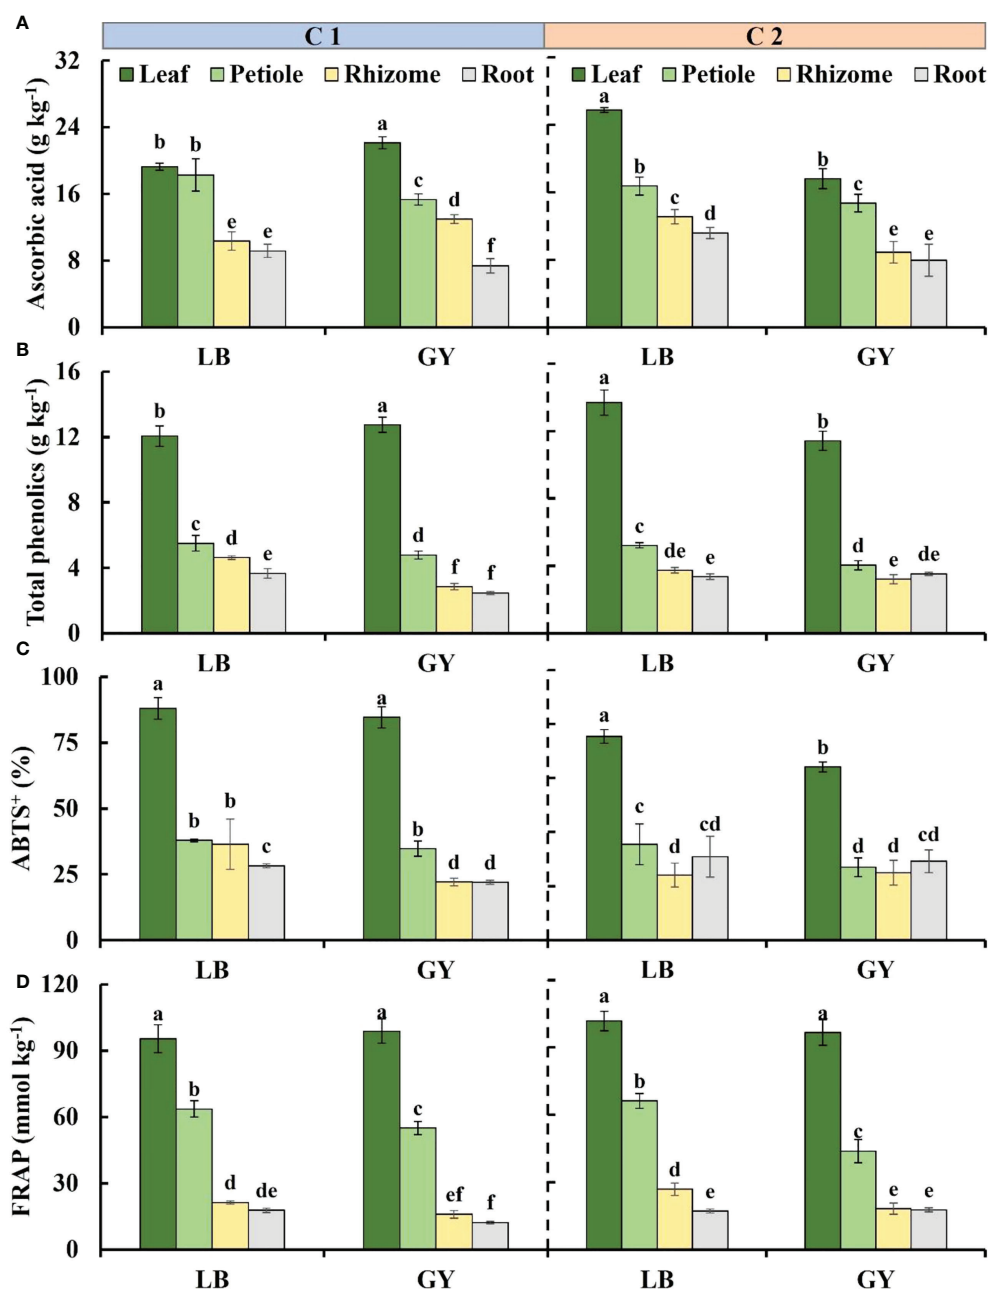 A
C 1 C 2
Leaf Petiole Rhizome Root Leaf Petiole Rhizome Root
Ascorbic acid (g kg-1)
32
24
16
8
0
b b e e a c d f a b c d b c e e
LB GY LB GY
B
Total phenolics (g kg-1)
16
12
8
4
0
b c d e a d f f a c de e b d e de
LB GY LB GY
C
ABTS+ (%)
100
75
50
25
0
a b b c a b d d a c d cd b d d cd
LB GY LB GY
D
FRAP (mmol kg-1)
120
90
60
30
0
a b d de a c ef f a b d e a c e e
LB GY LB GY